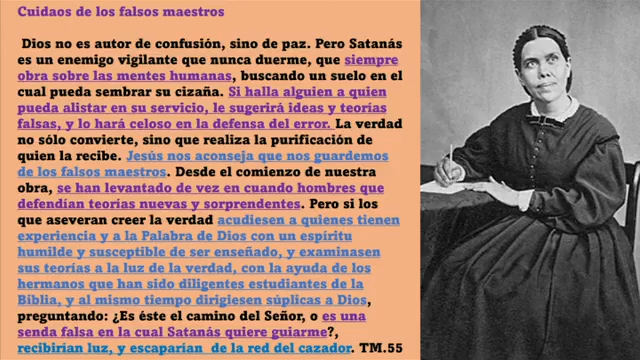 Cuidaos de los falsos maestros
Dios no es autor de confusión, sino de paz. Pero Satanás
es un enemigo vigilante que nunca duerme, que siempre
obra sobre las mentes humanas, buscando un suelo en el
cual pueda sembrar su cizaña. Si halla alguien a quien
pueda alistar en su servicio, le sugerirá ideas y teorías
falsas, y lo hará celoso en la defensa del error. La verdad
no sólo convierte, sino que realiza la purificación de
quien la recibe. Jesús nos aconseja que nos guardemos
de los falsos maestros. Desde el comienzo de nuestra
obra, se han levantado de vez en cuando hombres que
defendían teorías nuevas y sorprendentes. Pero si los
que aseveran creer la verdad acudiesen a quienes tienen
experiencia y a la Palabra de Dios con un espíritu
humilde y susceptible de ser enseñado, y examinasen
sus teorías a la luz de la verdad, con la ayuda de los
hermanos que han sido diligentes estudiantes de la
Biblia, y al mismo tiempo dirigiesen súplicas a Dios,
preguntando: ¿Es éste el camino del Señor, o es una
senda falsa en la cual Satanás quiere guiarme?,
recibirían luz, y escaparían de la red del cazador. TM.55